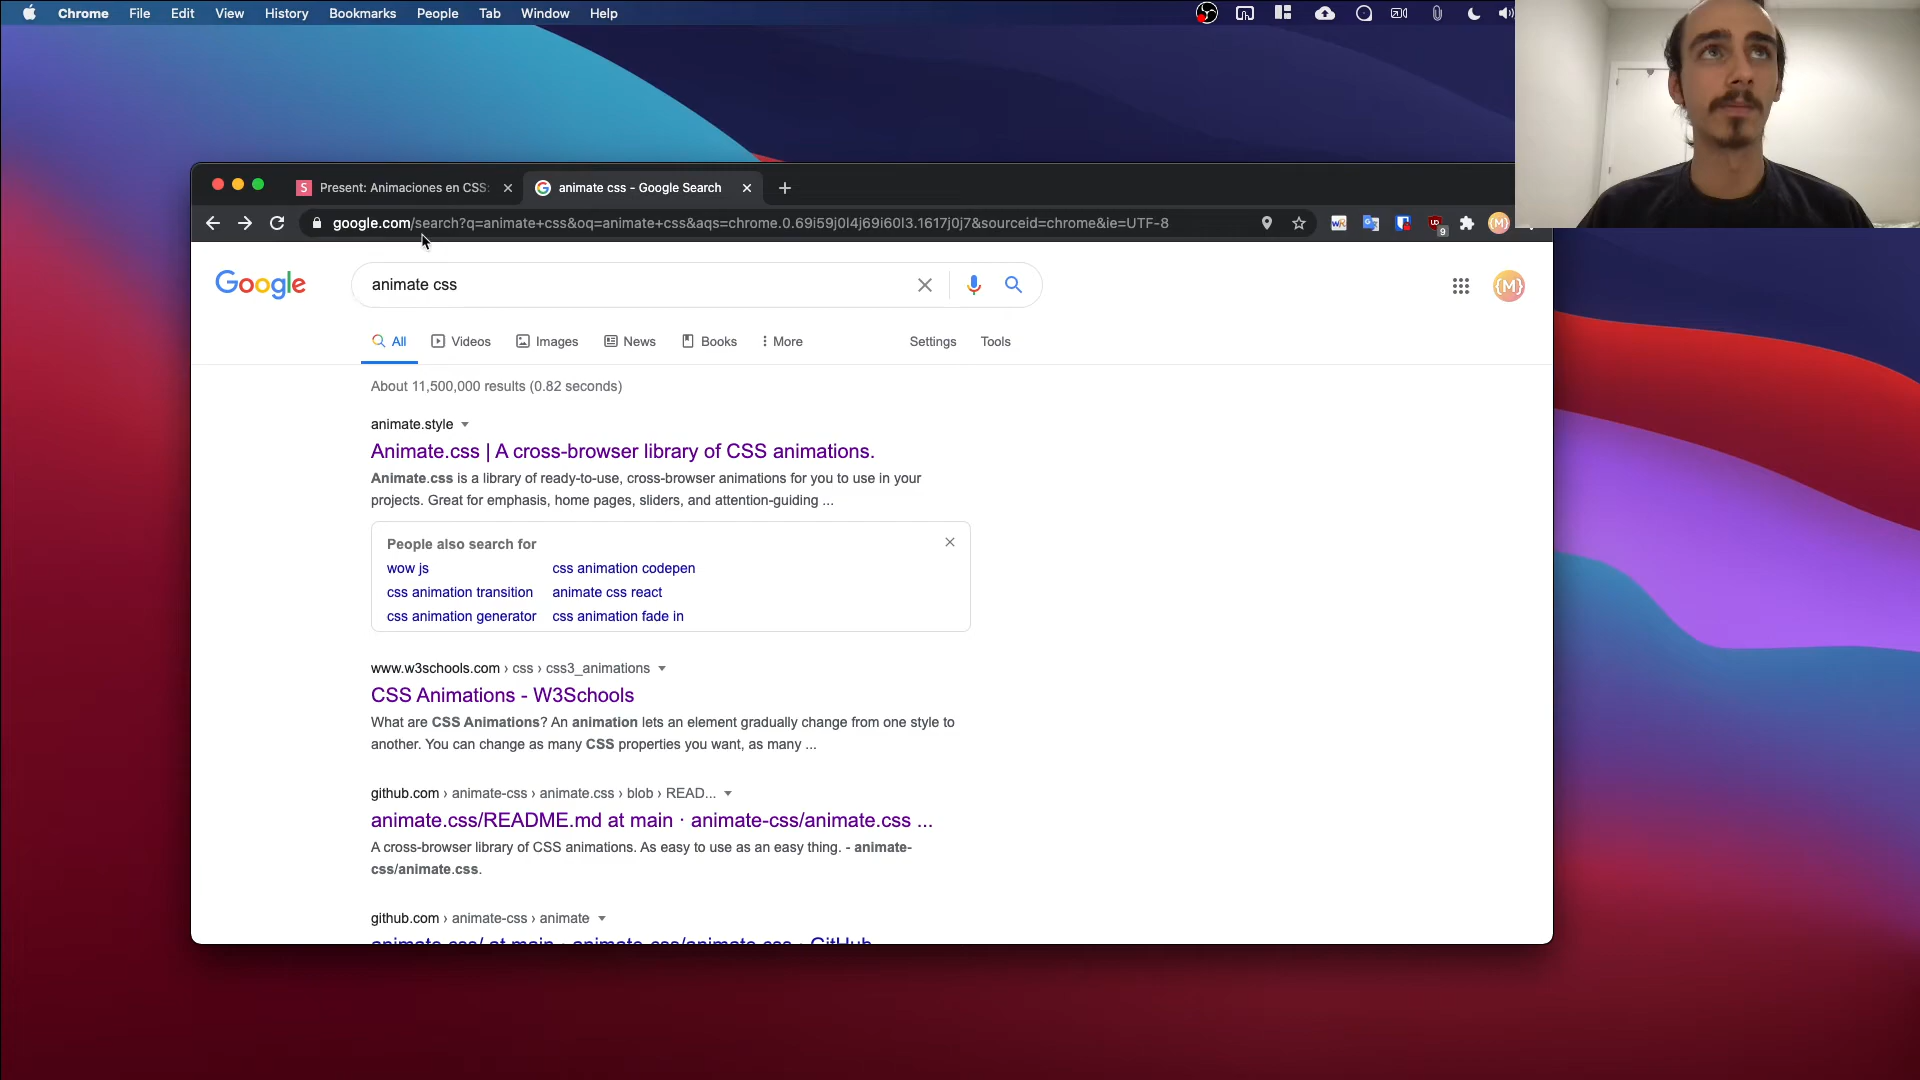 Chrome File Edit View History Bookmarks People Tab Window Help
Present: Animaciones en CSS:
animate css - Google Search
google.com/search?q=animate+css&oq=animate+css&aqs=chrome.0.69i59j0l4j69i60l3.1617j0j7&sourceid=chrome&ie=UTF-8
9
{M}
Google
animate css
{M}
All Videos Images News Books More Settings Tools
About 11,500,000 results (0.82 seconds)
animate.style
Animate.css | A cross-browser library of CSS animations.
Animate.css is a library of ready-to-use, cross-browser animations for you to use in your
projects. Great for emphasis, home pages, sliders, and attention-guiding ...
People also search for
wow js css animation codepen
css animation transition animate css react
css animation generator css animation fade in
www.w3schools.com › css › css3_animations
CSS Animations - W3Schools
What are CSS Animations? An animation lets an element gradually change from one style to
another. You can change as many CSS properties you want, as many ...
github.com › animate-css › animate.css › blob › READ...
animate.css/README.md at main · animate-css/animate.css ...
A cross-browser library of CSS animations. As easy to use as an easy thing. - animate-
css/animate.css.
github.com › animate-css › animate
animate.css/ at main · animate-css/animate.css · GitHub